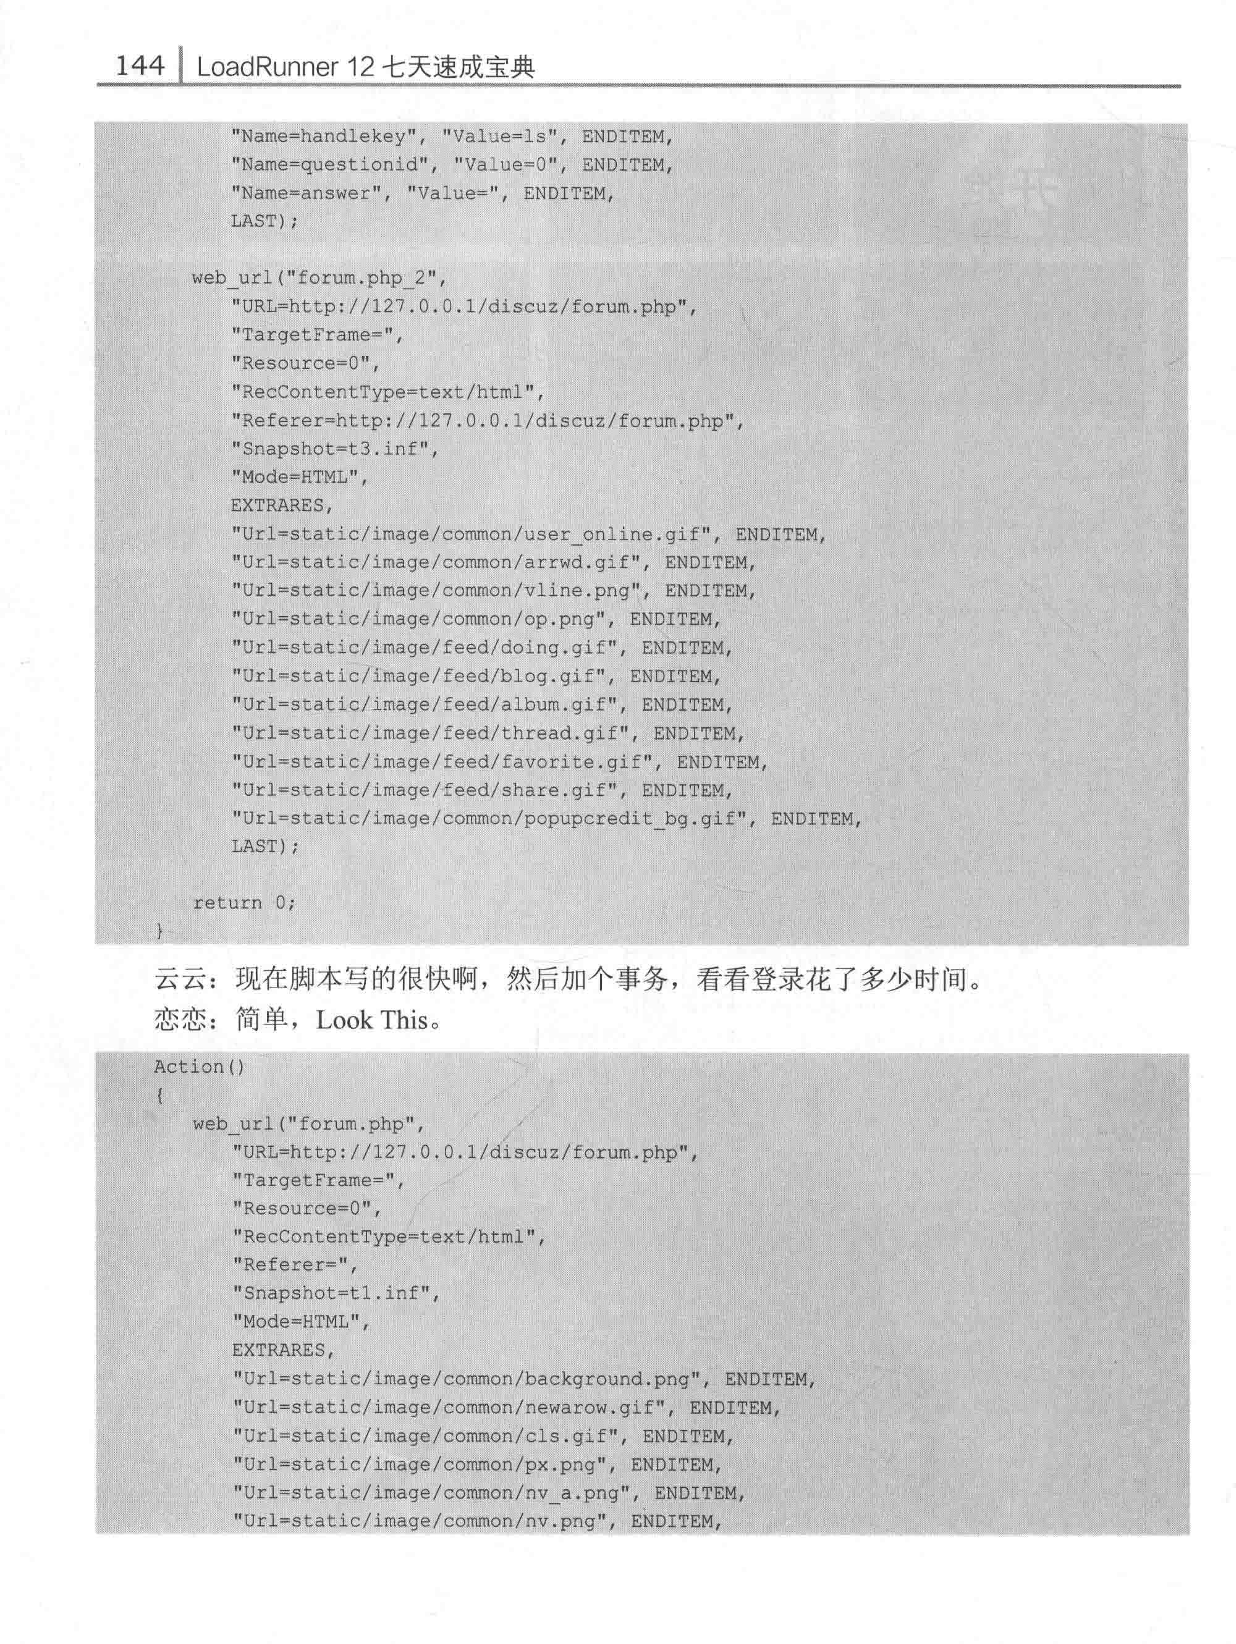 144 LoadRunner 12 七天速成宝典
"Name=handlekey", "Value=ls", ENDITEM,
"Name=questionid", "Value=0", ENDITEM,
"Name=answer", "Value=", ENDITEM,
LAST);
web_url("forum.php_2",
"URL=http://127.0.0.1/discuz/forum.php",
"TargetFrame=",
"Resource=0",
"RecContentType=text/html",
"Referer=http://127.0.0.1/discuz/forum.php",
"Snapshot=t3.inf",
"Mode=HTML",
EXTRARES,
"Url=static/image/common/user_online.gif", ENDITEM,
"Url=static/image/common/arrwd.gif", ENDITEM,
"Url=static/image/common/vline.png", ENDITEM,
"Url=static/image/common/op.png", ENDITEM,
"Url=static/image/feed/doing.gif", ENDITEM,
"Url=static/image/feed/blog.gif", ENDITEM,
"Url=static/image/feed/album.gif", ENDITEM,
"Url=static/image/feed/thread.gif", ENDITEM,
"Url=static/image/feed/favorite.gif", ENDITEM,
"Url=static/image/feed/share.gif", ENDITEM,
"Url=static/image/common/popupcredit_bg.gif", ENDITEM,
LAST);
return 0;
}
云云：现在脚本写的很快啊，然后加个事务，看看登录花了多少时间。
恋恋：简单，Look This。
Action()
{
web_url("forum.php",
"URL=http://127.0.0.1/discuz/forum.php",
"TargetFrame=",
"Resource=0",
"RecContentType=text/html",
"Referer=",
"Snapshot=t1.inf",
"Mode=HTML",
EXTRARES,
"Url=static/image/common/background.png", ENDITEM,
"Url=static/image/common/newarow.gif", ENDITEM,
"Url=static/image/common/cls.gif", ENDITEM,
"Url=static/image/common/px.png", ENDITEM,
"Url=static/image/common/nv_a.png", ENDITEM,
"Url=static/image/common/nv.png", ENDITEM,